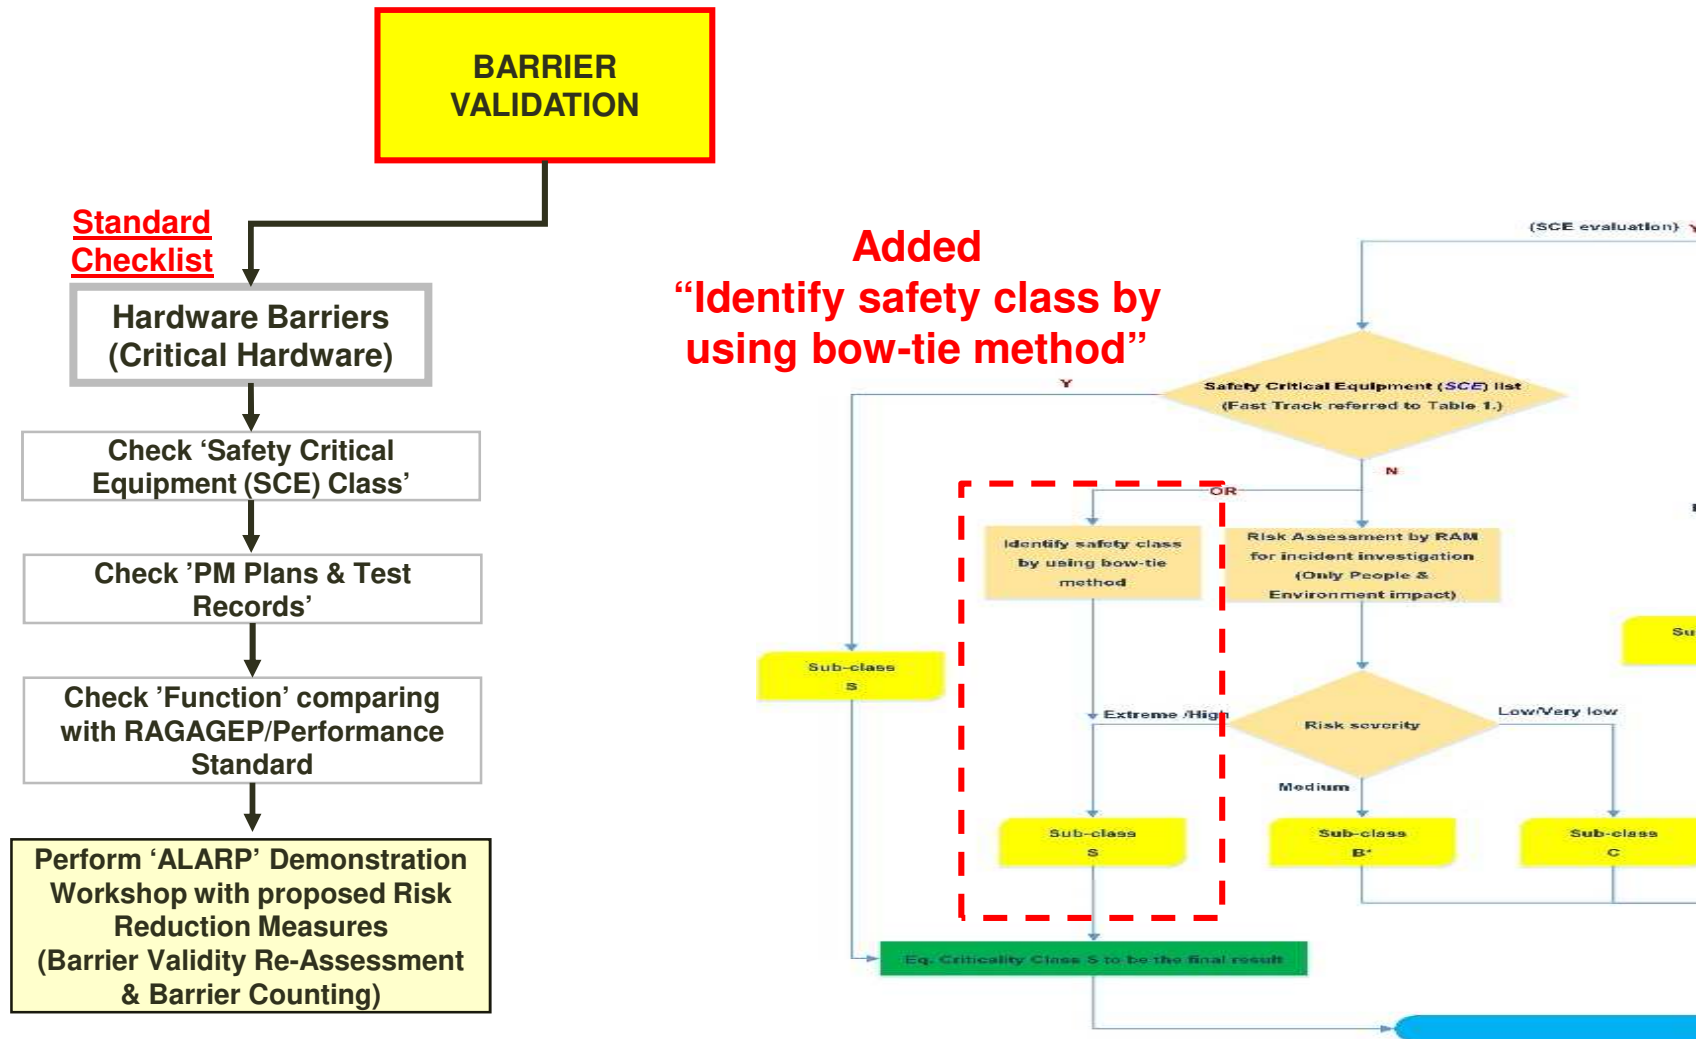 BARRIER
VALIDATION
Standard
Checklist
Hardware Barriers
(Critical Hardware)
Check ‘Safety Critical
Equipment (SCE) Class’
Check ’PM Plans & Test
Records’
Check ’Function’ comparing
with RAGAGEP/Performance
Standard
Perform ‘ALARP’ Demonstration
Workshop with proposed Risk
Reduction Measures
(Barrier Validity Re-Assessment
& Barrier Counting)
Added
“Identify safety class by
using bow-tie method”
(SCE evaluation) Y
Safety Critical Equipment (SCE) list
(Fast Track referred to Table 1.)
Y
N
OR
Identify safety class
by using bow-tie
method
Risk Assessment by RAM
for incident investigation
(Only People &
Environment impact)
Sub-class
S
Su
Extreme /High
Risk severity
Low/Very low
Medium
Sub-class
S
Sub-class
B*
Sub-class
C
Eq. Criticality Class S to be the final result